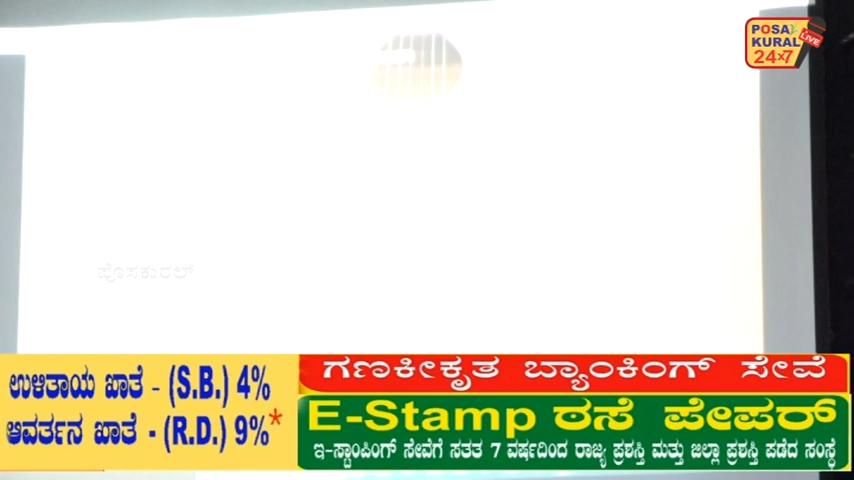 POSA
KURAL
LIVE
24x7
ಪೊಸಕುರಲ್
ಉಳಿತಾಯ ಖಾತೆ - (S.B.) 4%
ಆವರ್ತನ ಖಾತೆ - (R.D.) 9%*
ಗಣಕೀಕೃತ ಬ್ಯಾಂಕಿಂಗ್ ಸೇವೆ
E-Stamp ಠಸೆ ಪೇಪರ್
ಇ-ಸ್ಟಾಂಪಿಂಗ್ ಸೇವೆಗೆ ಸತತ 7 ವರ್ಷದಿಂದ ರಾಜ್ಯ ಪ್ರಶಸ್ತಿ ಮತ್ತು ಜಿಲ್ಲಾ ಪ್ರಶಸ್ತಿ ಪಡೆದ ಸಂಸ್ಥೆ